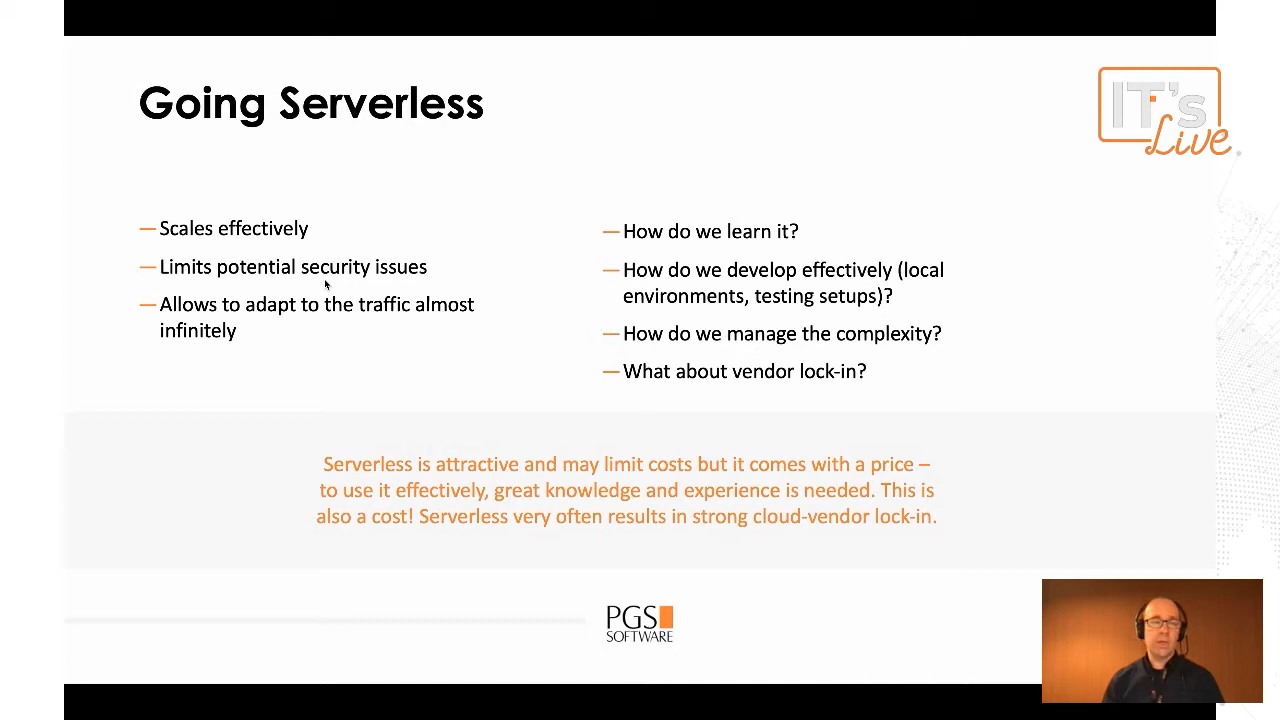 Going Serverless
IT's
Live
— Scales effectively
— Limits potential security issues
— Allows to adapt to the traffic almost
infinitely
— How do we learn it?
— How do we develop effectively (local
environments, testing setups)?
— How do we manage the complexity?
— What about vendor lock-in?
Serverless is attractive and may limit costs but it comes with a price –
to use it effectively, great knowledge and experience is needed. This is
also a cost! Serverless very often results in strong cloud-vendor lock-in.
PGS
SOFTWARE